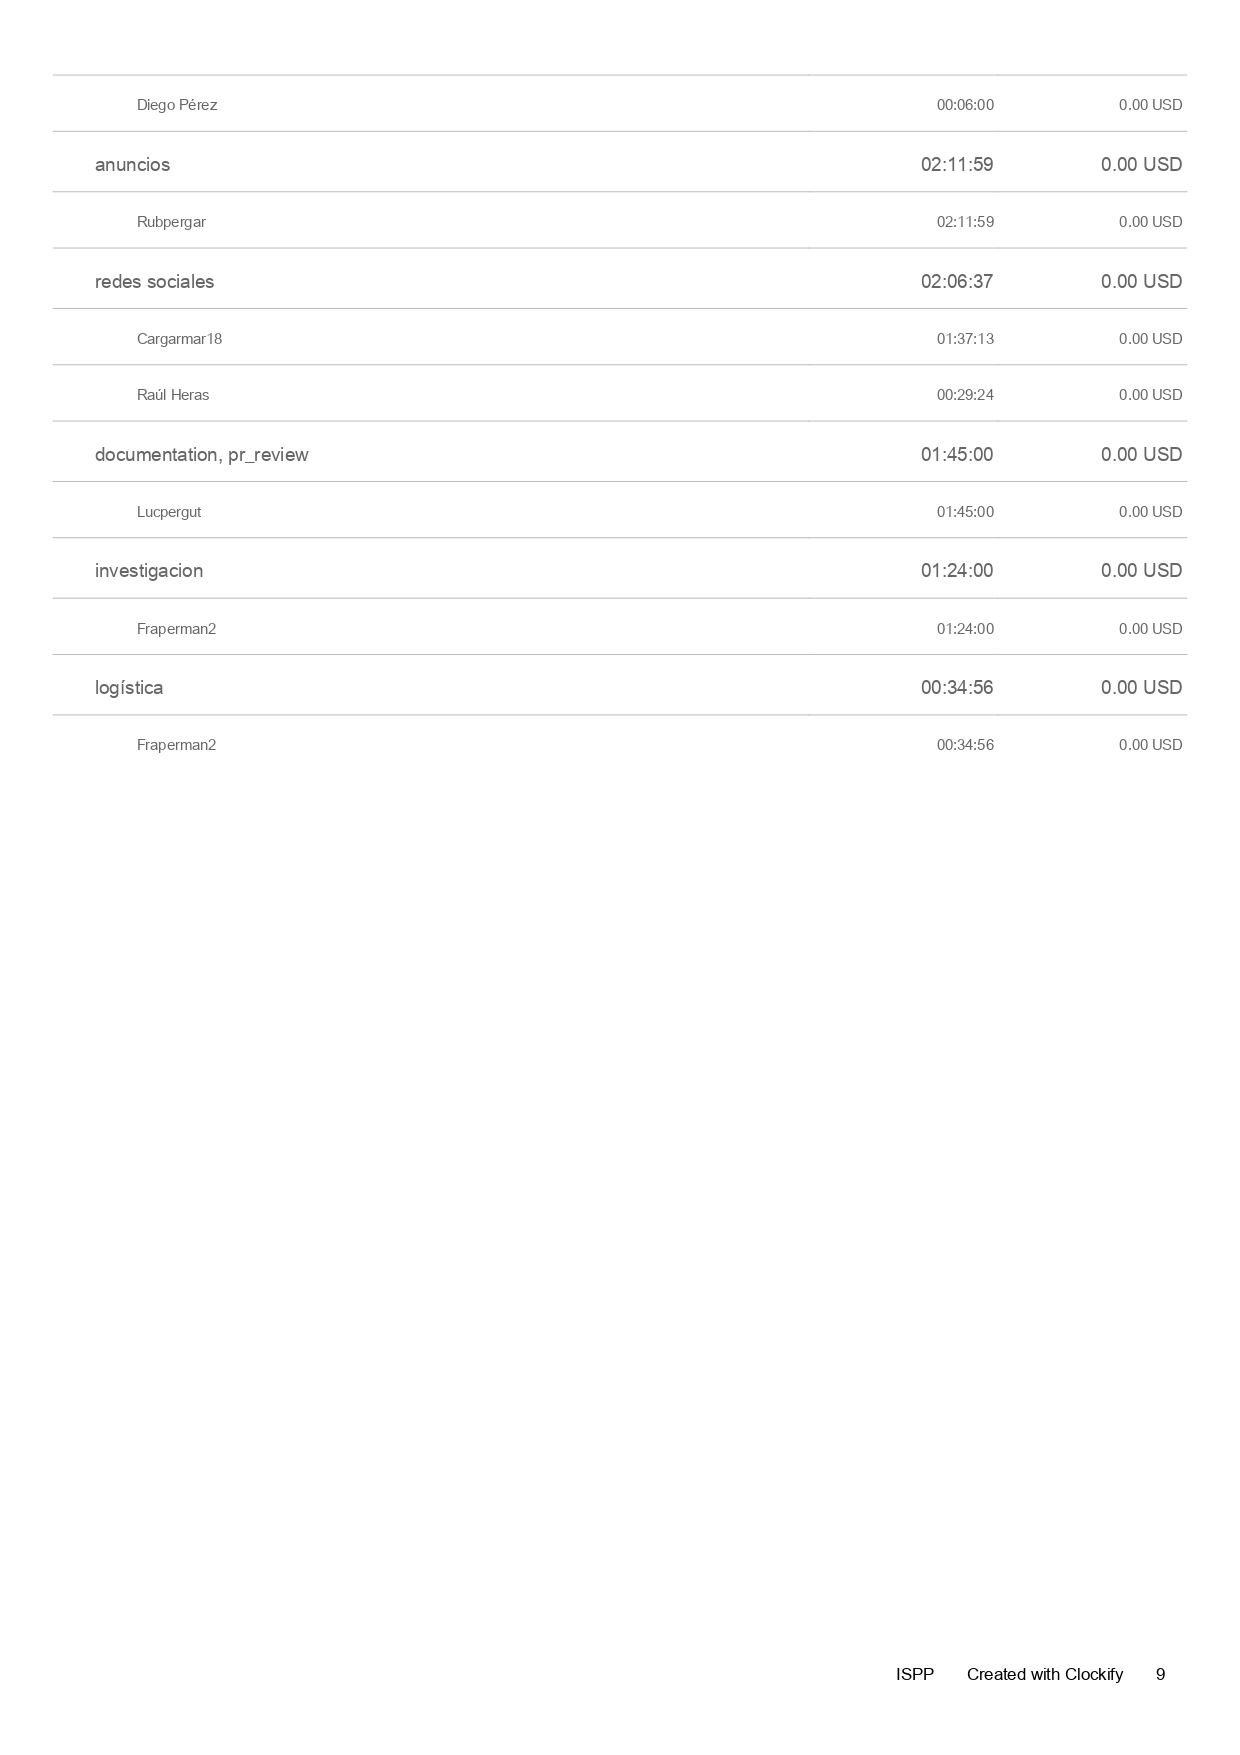 Diego Pérez 00:06:00 0.00 USD
anuncios 02:11:59 0.00 USD
Rubpergar 02:11:59 0.00 USD
redes sociales 02:06:37 0.00 USD
Cargarmar18 01:37:13 0.00 USD
Raúl Heras 00:29:24 0.00 USD
documentation, pr_review 01:45:00 0.00 USD
Lucpergut 01:45:00 0.00 USD
investigacion 01:24:00 0.00 USD
Fraperman2 01:24:00 0.00 USD
logística 00:34:56 0.00 USD
Fraperman2 00:34:56 0.00 USD
ISPP Created with Clockify 9